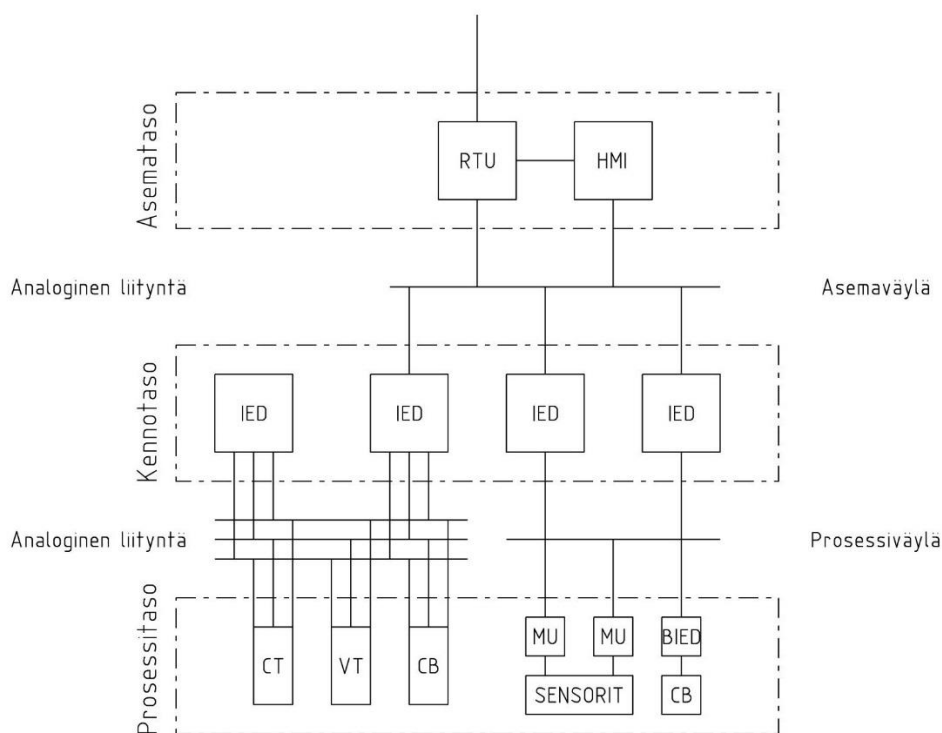 Asemataso
RTU
HMI
Analoginen liityntä
Asemaväylä
Kennotaso
IED
IED
IED
IED
Analoginen liityntä
Prosessiväylä
Prosessitaso
CT
VT
CB
MU
MU
BIED
SENSORIT
CB